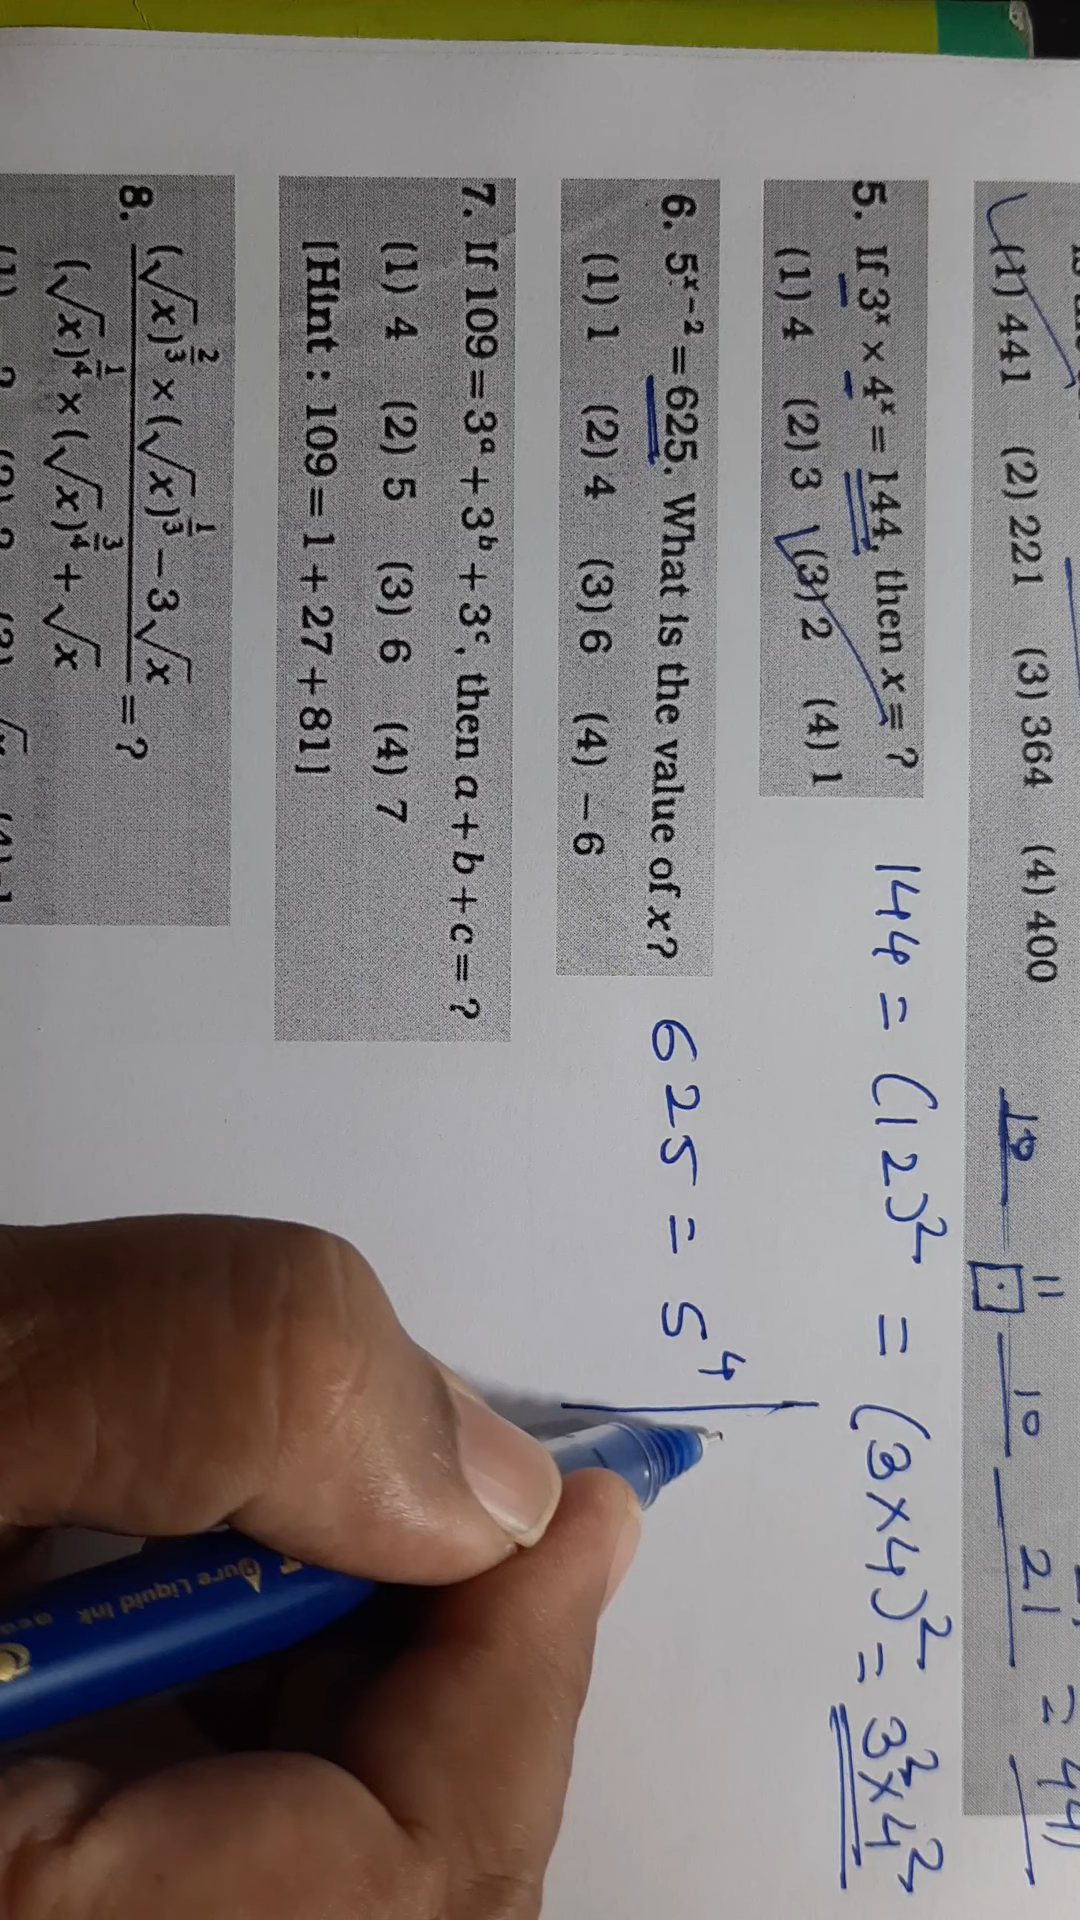 (1) 441 (2) 221 (3) 364 (4) 400
19 11 10 21 = 441
5. If 3ˣ × 4ˣ = 144, then x = ?
(1) 4 (2) 3 (3) 2 (4) 1
144 = (12)² = (3×4)² = 3²×4²
6. 5ˣ⁻² = 625. What is the value of x?
(1) 1 (2) 4 (3) 6 (4) −6
625 = 5⁴
7. If 109 = 3ᵃ + 3ᵇ + 3ᶜ, then a + b + c = ?
(1) 4 (2) 5 (3) 6 (4) 7
[Hint : 109 = 1 + 27 + 81]
8. (√x)^(2/3) × (√x)^(1/3) − 3√x
(√x)^(1/4) × (√x)^(3/4) + √x = ?
Pure Liquid Ink